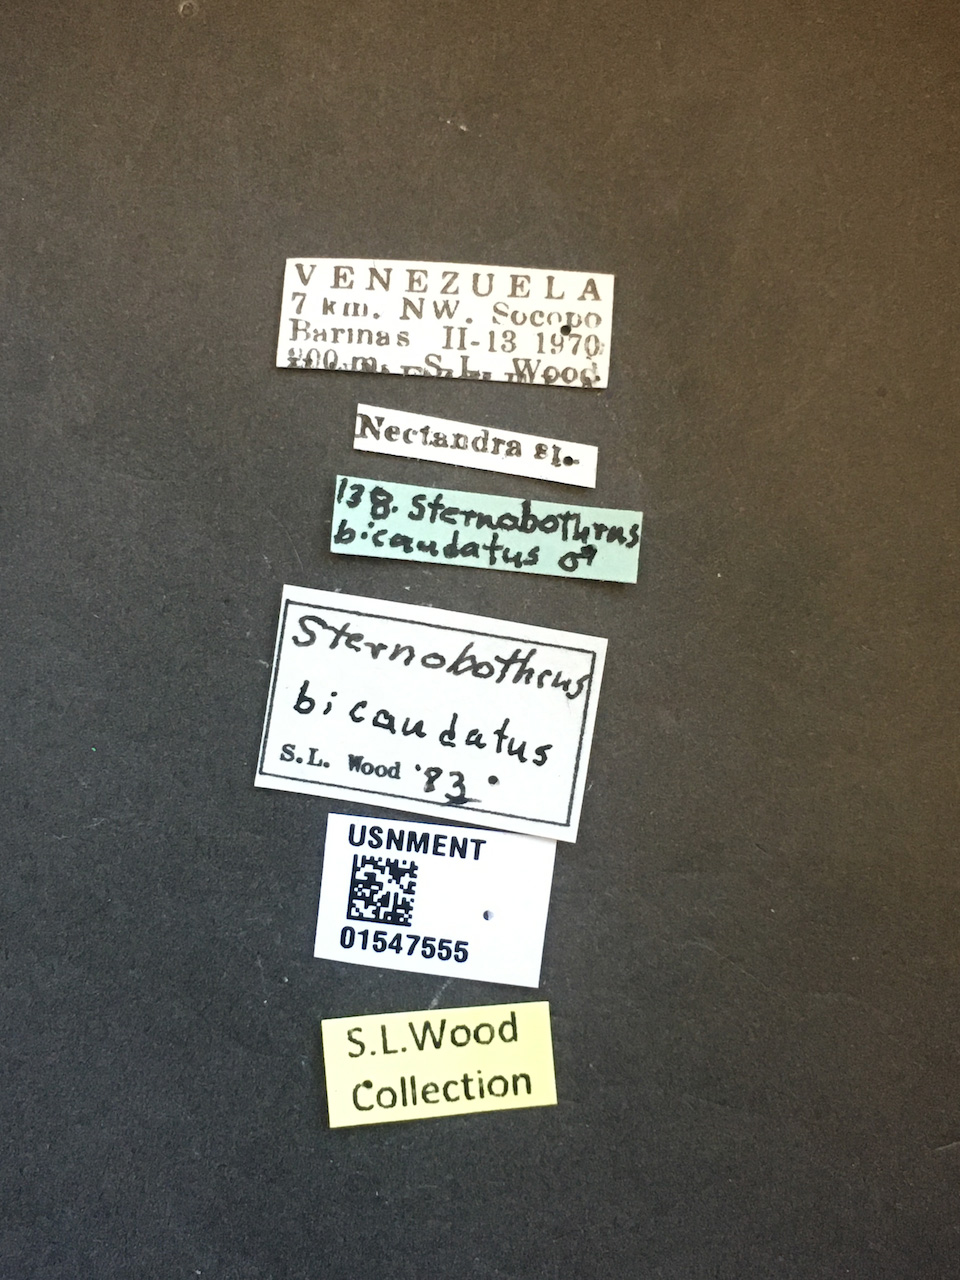 VENEZUELA
7 km. NW. Socopo
Barinas II-13 1970
m. S.L. Wood
Nectandra sp.
138. Sternobothrus
bicaudatus ♂
Sternobothrus
bicaudatus
S.L. Wood '83
USNMENT
01547555
S.L.Wood
Collection